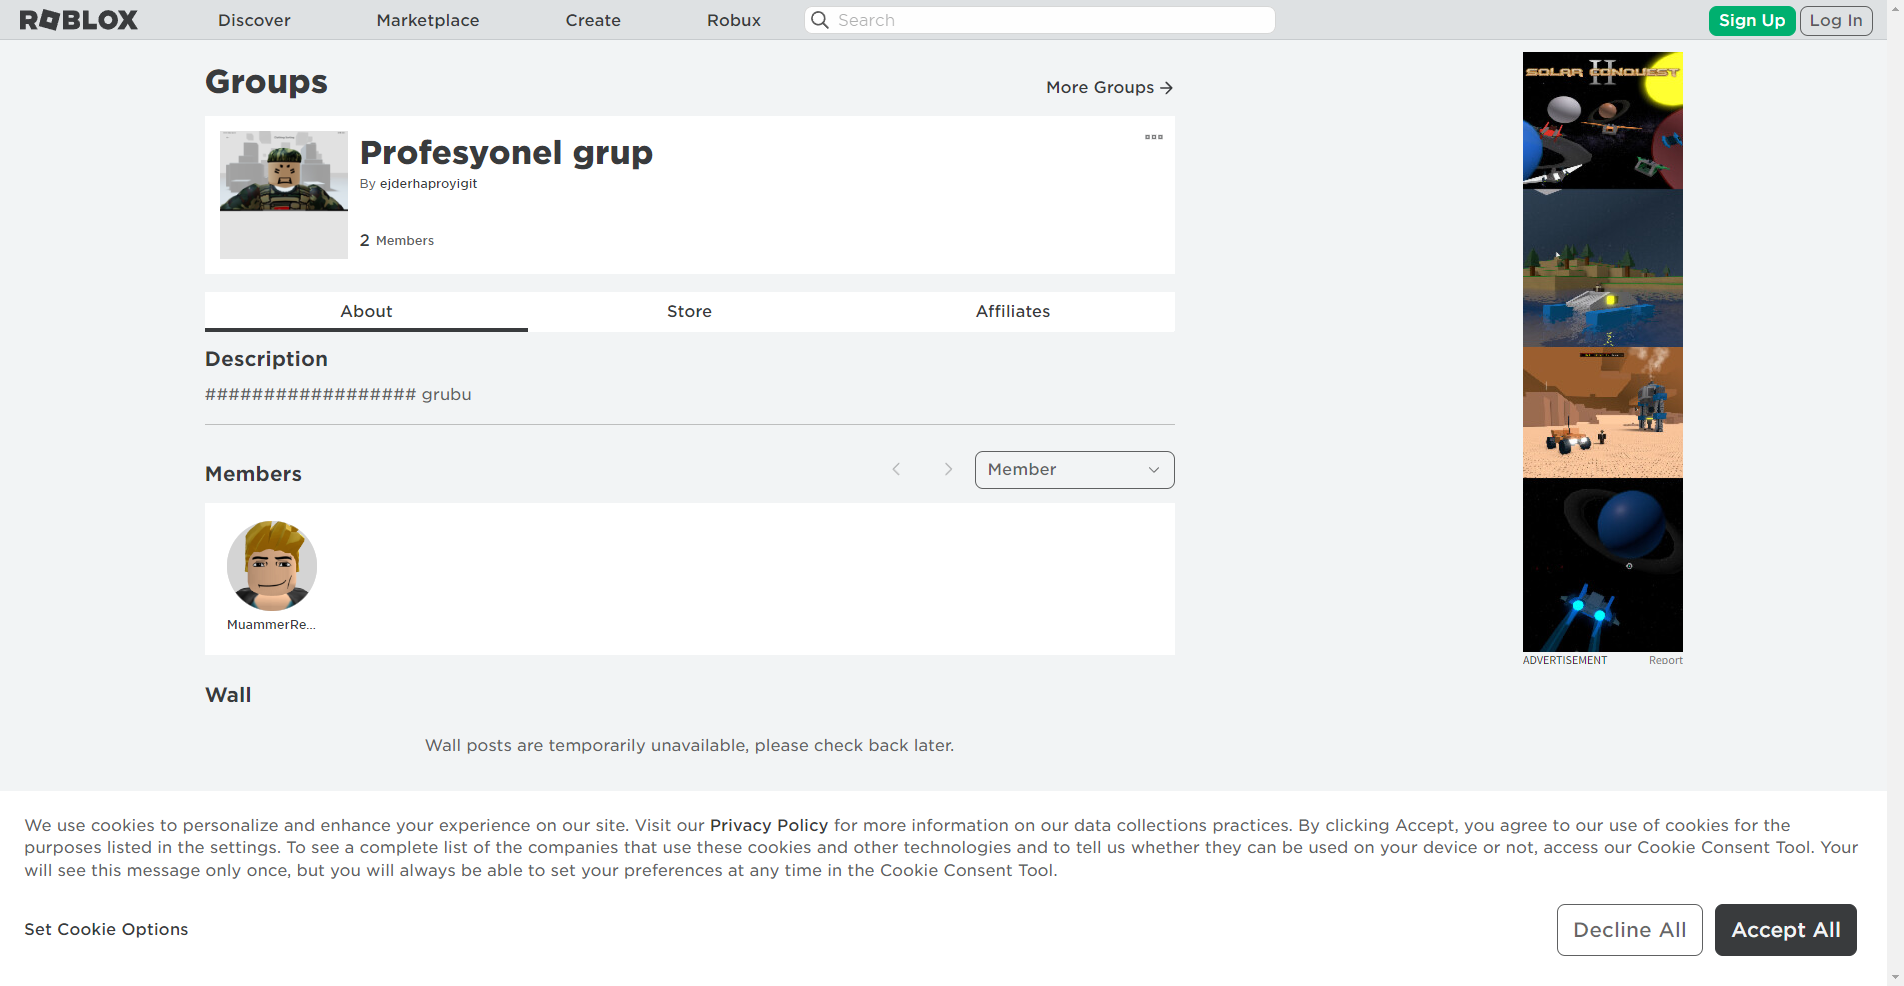 ROBLOX
Discover
Marketplace
Create
Robux
Search
Sign Up
Log In
Groups
More Groups
Profesyonel grup
By ejderhaproyigit
2 Members
About
Store
Affiliates
Description
################## grubu
Members
Member
MuammerRe...
Wall
Wall posts are temporarily unavailable, please check back later.
SOLAR CONQUEST
II
ADVERTISEMENT
Report
We use cookies to personalize and enhance your experience on our site. Visit our Privacy Policy for more information on our data collections practices. By clicking Accept, you agree to our use of cookies for the
purposes listed in the settings. To see a complete list of the companies that use these cookies and other technologies and to tell us whether they can be used on your device or not, access our Cookie Consent Tool. Your
will see this message only once, but you will always be able to set your preferences at any time in the Cookie Consent Tool.
Set Cookie Options
Decline All
Accept All